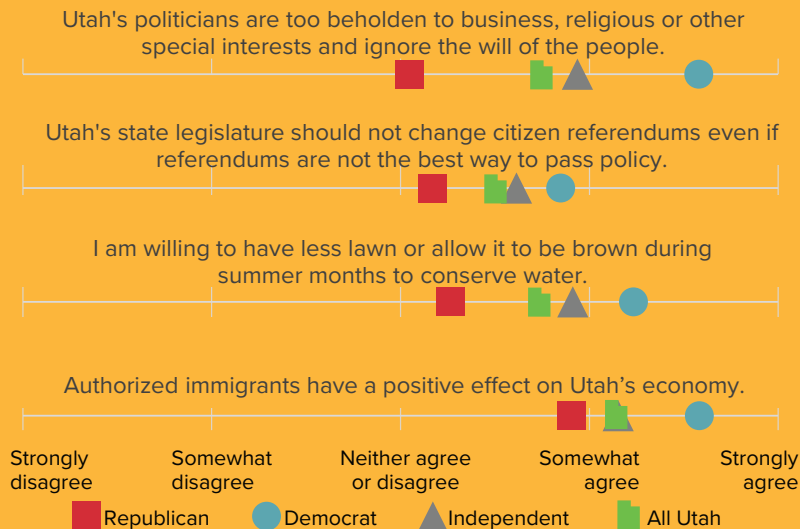 Utah's politicians are too beholden to business, religious or other
special interests and ignore the will of the people.
Utah's state legislature should not change citizen referendums even if
referendums are not the best way to pass policy.
I am willing to have less lawn or allow it to be brown during
summer months to conserve water.
Authorized immigrants have a positive effect on Utah’s economy.
Strongly disagree
Somewhat disagree
Neither agree or disagree
Somewhat agree
Strongly agree
Republican
Democrat
Independent
All Utah